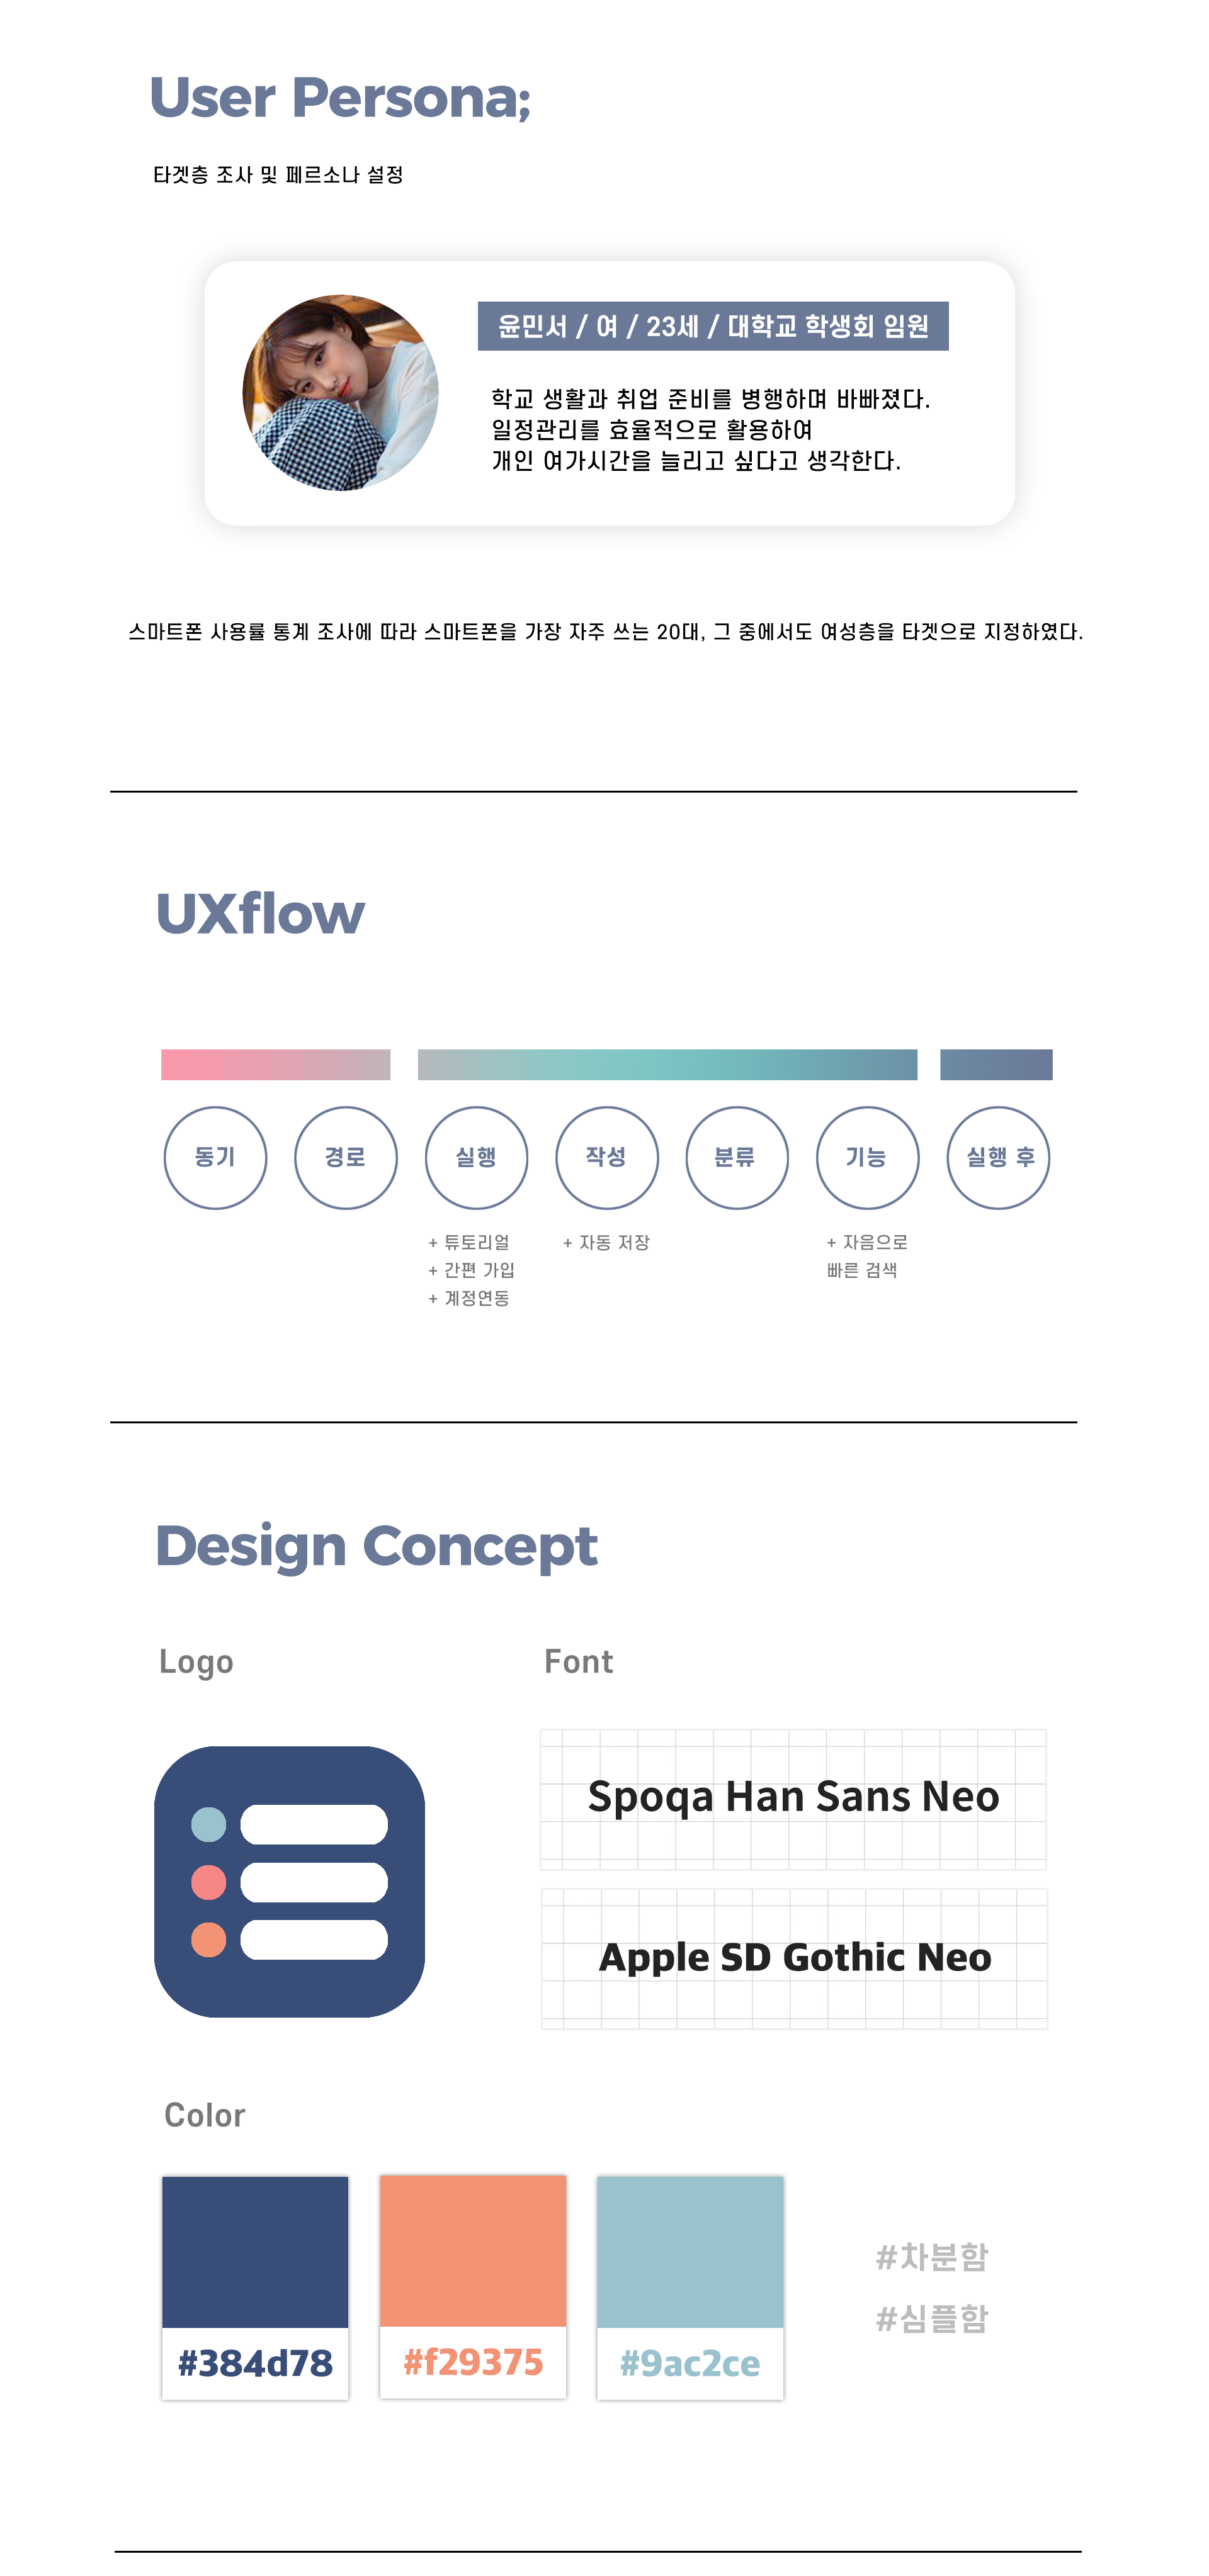 User Persona;
타겟층 조사 및 페르소나 설정
윤민서 / 여 / 23세 / 대학교 학생회 임원
학교 생활과 취업 준비를 병행하며 바빠졌다.
일정관리를 효율적으로 활용하여
개인 여가시간을 늘리고 싶다고 생각한다.
스마트폰 사용률 통계 조사에 따라 스마트폰을 가장 자주 쓰는 20대, 그 중에서도 여성층을 타겟으로 지정하였다.
UXflow
동기 경로 실행 작성 분류 기능 실행 후
+ 튜토리얼 + 자동 저장 + 자음으로
+ 간편 가입 빠른 검색
+ 계정연동
Design Concept
Logo Font
Spoqa Han Sans Neo
Apple SD Gothic Neo
Color
#차분함
#심플함
#384d78 #f29375 #9ac2ce